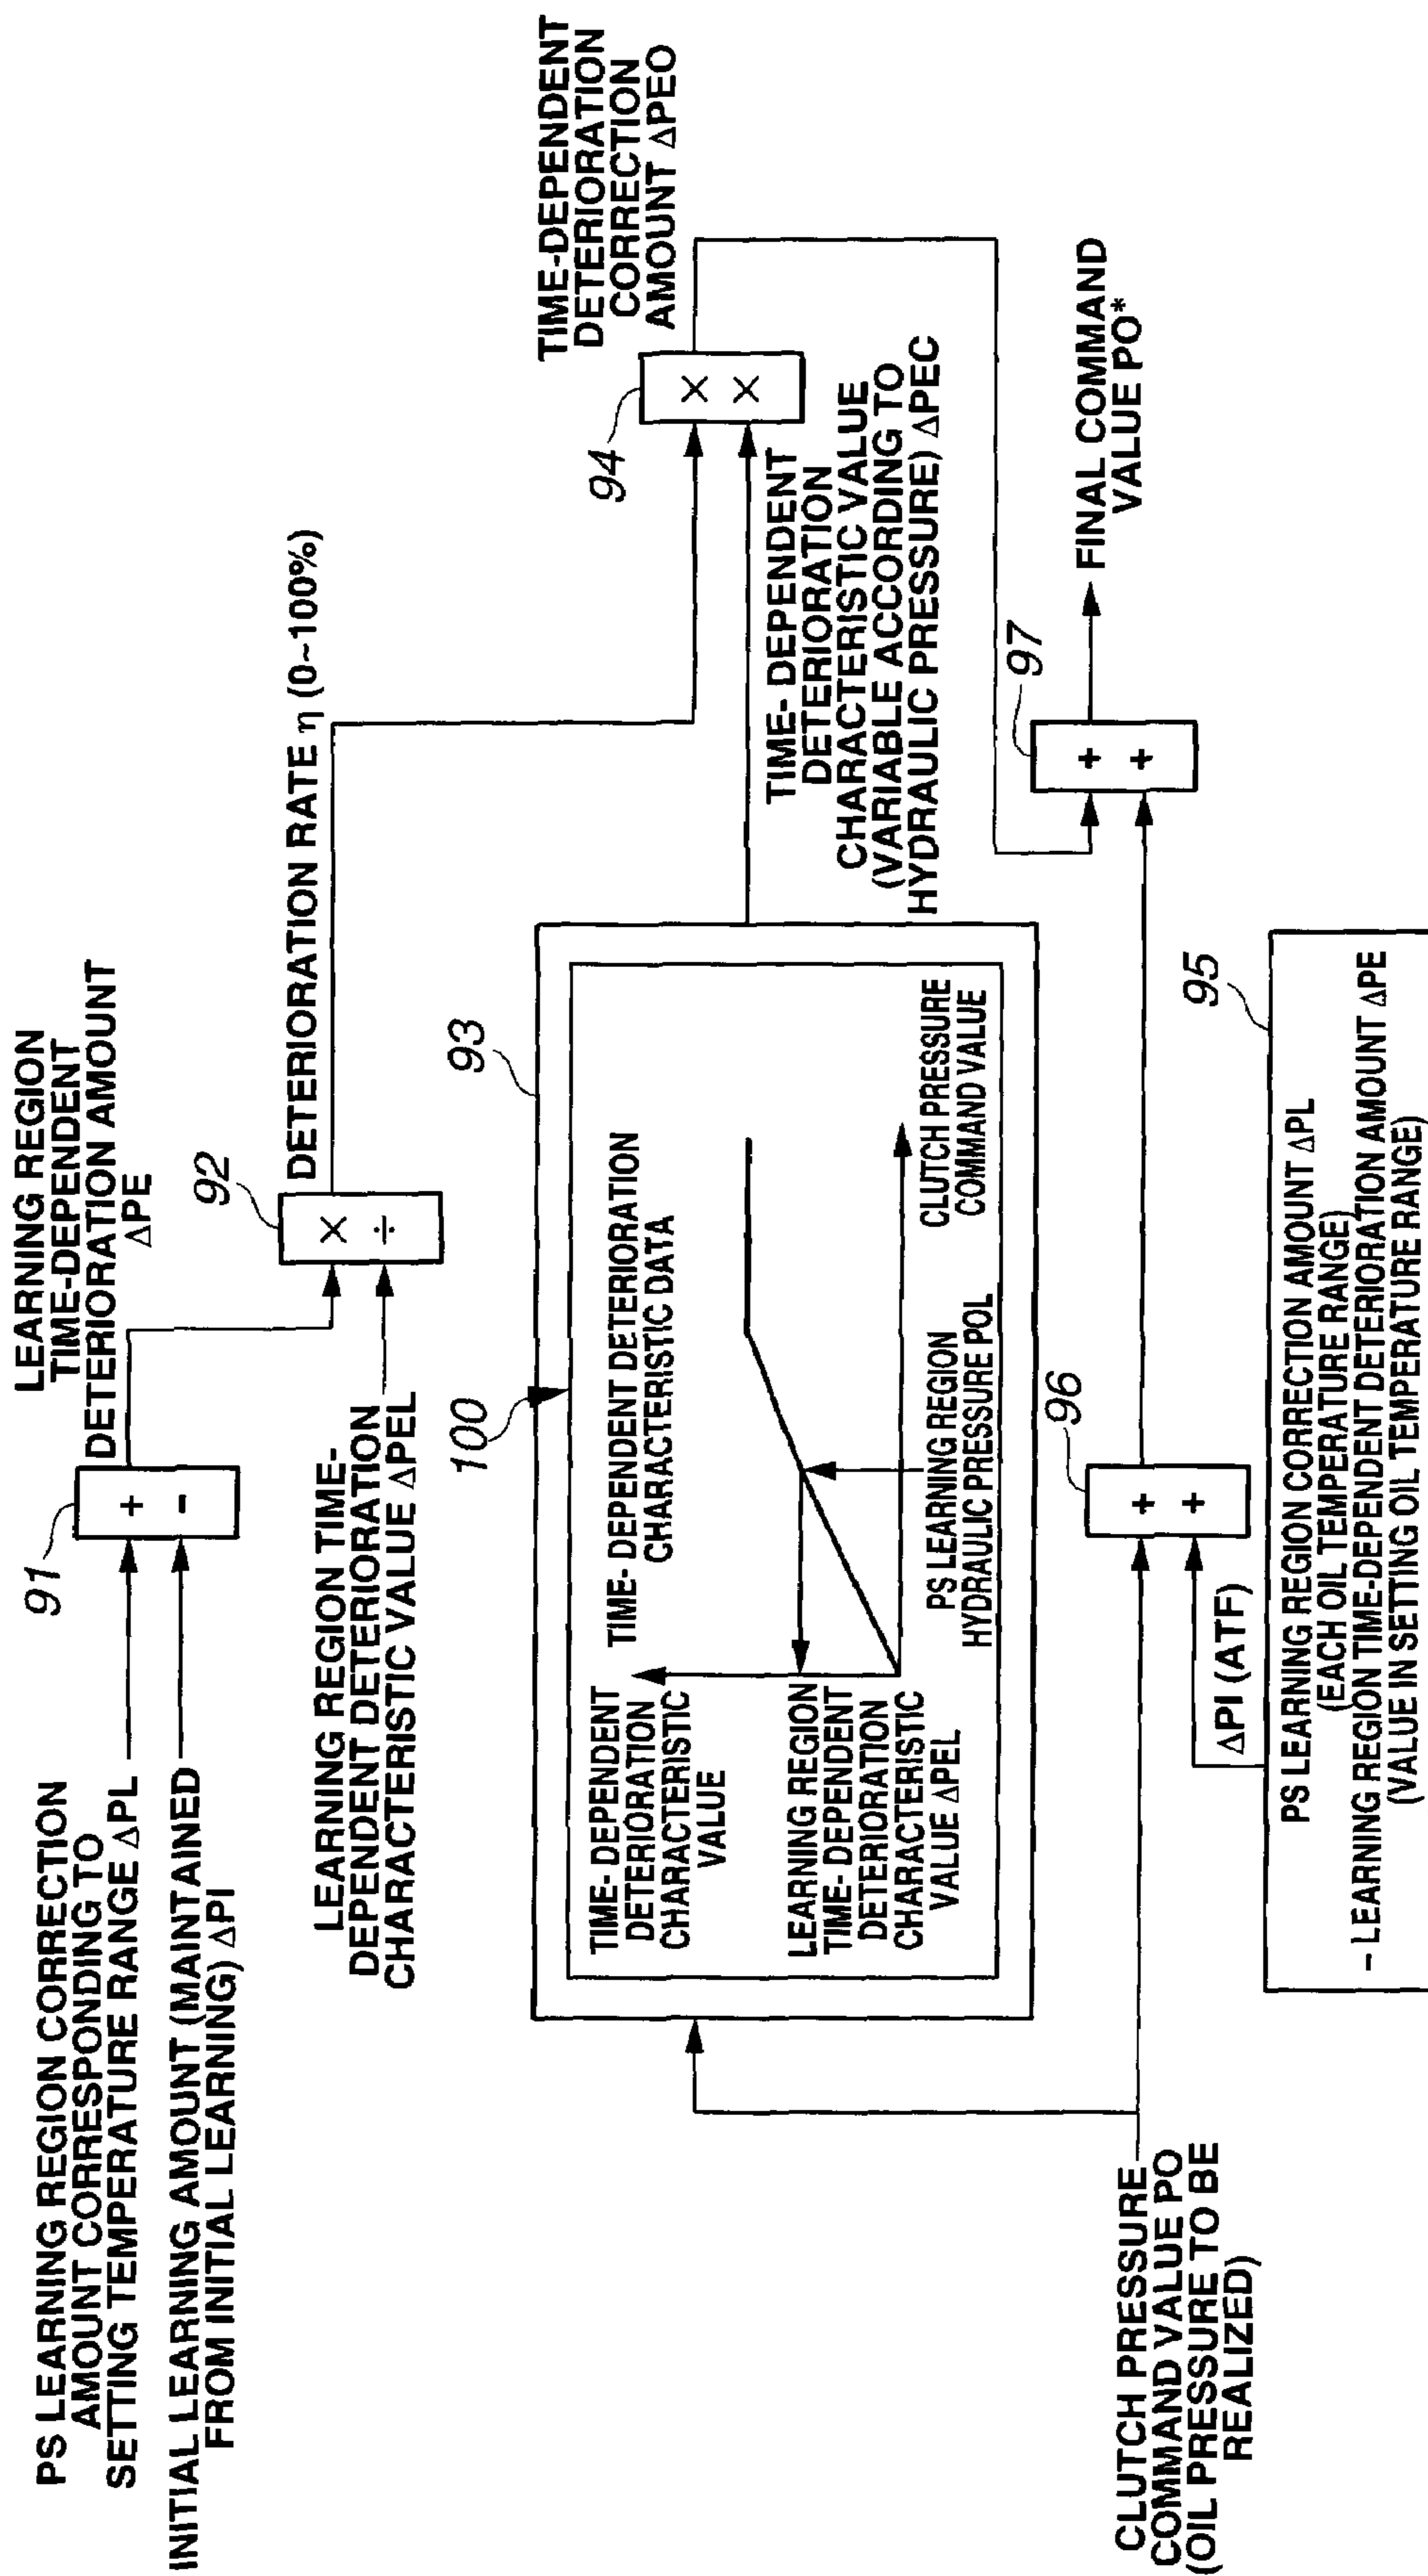 PS LEARNING REGION CORRECTION
AMOUNT CORRESPONDING TO
SETTING TEMPERATURE RANGE ΔPL
INITIAL LEARNING AMOUNT (MAINTAINED
FROM INITIAL LEARNING) ΔPI
91
+
-
LEARNING REGION
TIME-DEPENDENT
DETERIORATION AMOUNT
ΔPE
LEARNING REGION TIME-
DEPENDENT DETERIORATION
CHARACTERISTIC VALUE ΔPEL
92
×
÷
DETERIORATION RATE η (0~100%)
93
100
TIME- DEPENDENT
DETERIORATION
CHARACTERISTIC
VALUE
TIME- DEPENDENT DETERIORATION
CHARACTERISTIC DATA
LEARNING REGION
TIME- DEPENDENT
DETERIORATION
CHARACTERISTIC
VALUE ΔPEL
PS LEARNING REGION
HYDRAULIC PRESSURE POL
CLUTCH PRESSURE
COMMAND VALUE
94
×
×
TIME-DEPENDENT
DETERIORATION
CORRECTION
AMOUNT ΔPEO
TIME- DEPENDENT
DETERIORATION
CHARACTERISTIC VALUE
(VARIABLE ACCORDING TO
HYDRAULIC PRESSURE) ΔPEC
CLUTCH PRESSURE
COMMAND VALUE PO
(OIL PRESSURE TO BE
REALIZED)
96
+
+
ΔPI (ATF)
97
+
+
FINAL COMMAND
VALUE PO*
95
PS LEARNING REGION CORRECTION AMOUNT ΔPL
(EACH OIL TEMPERATURE RANGE)
- LEARNING REGION TIME-DEPENDENT DETERIORATION AMOUNT ΔPE
(VALUE IN SETTING OIL TEMPERATURE RANGE)